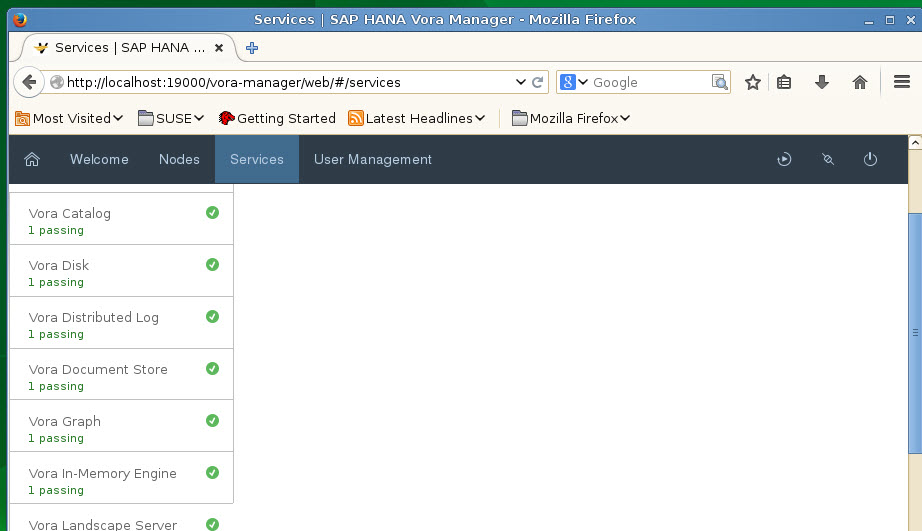 Services | SAP HANA Vora Manager - Mozilla Firefox
Services | SAP HANA ...
http://localhost:19000/vora-manager/web/#/services
Google
Most Visited
SUSE
Getting Started
Latest Headlines
Mozilla Firefox
Welcome
Nodes
Services
User Management
Vora Catalog
1 passing
Vora Disk
1 passing
Vora Distributed Log
1 passing
Vora Document Store
1 passing
Vora Graph
1 passing
Vora In-Memory Engine
1 passing
Vora Landscape Server